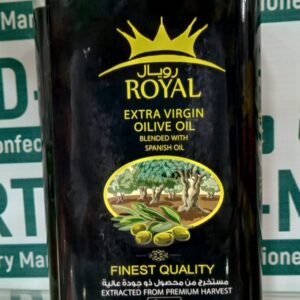 رويال
ROYAL
EXTRA VIRGIN
OILIVE OIL
BLENDED WITH
SPANISH OIL
FINEST QUALITY
مستخرج من محصول ذو جودة عالية
EXTRACTED FROM PREMIUM HARVEST